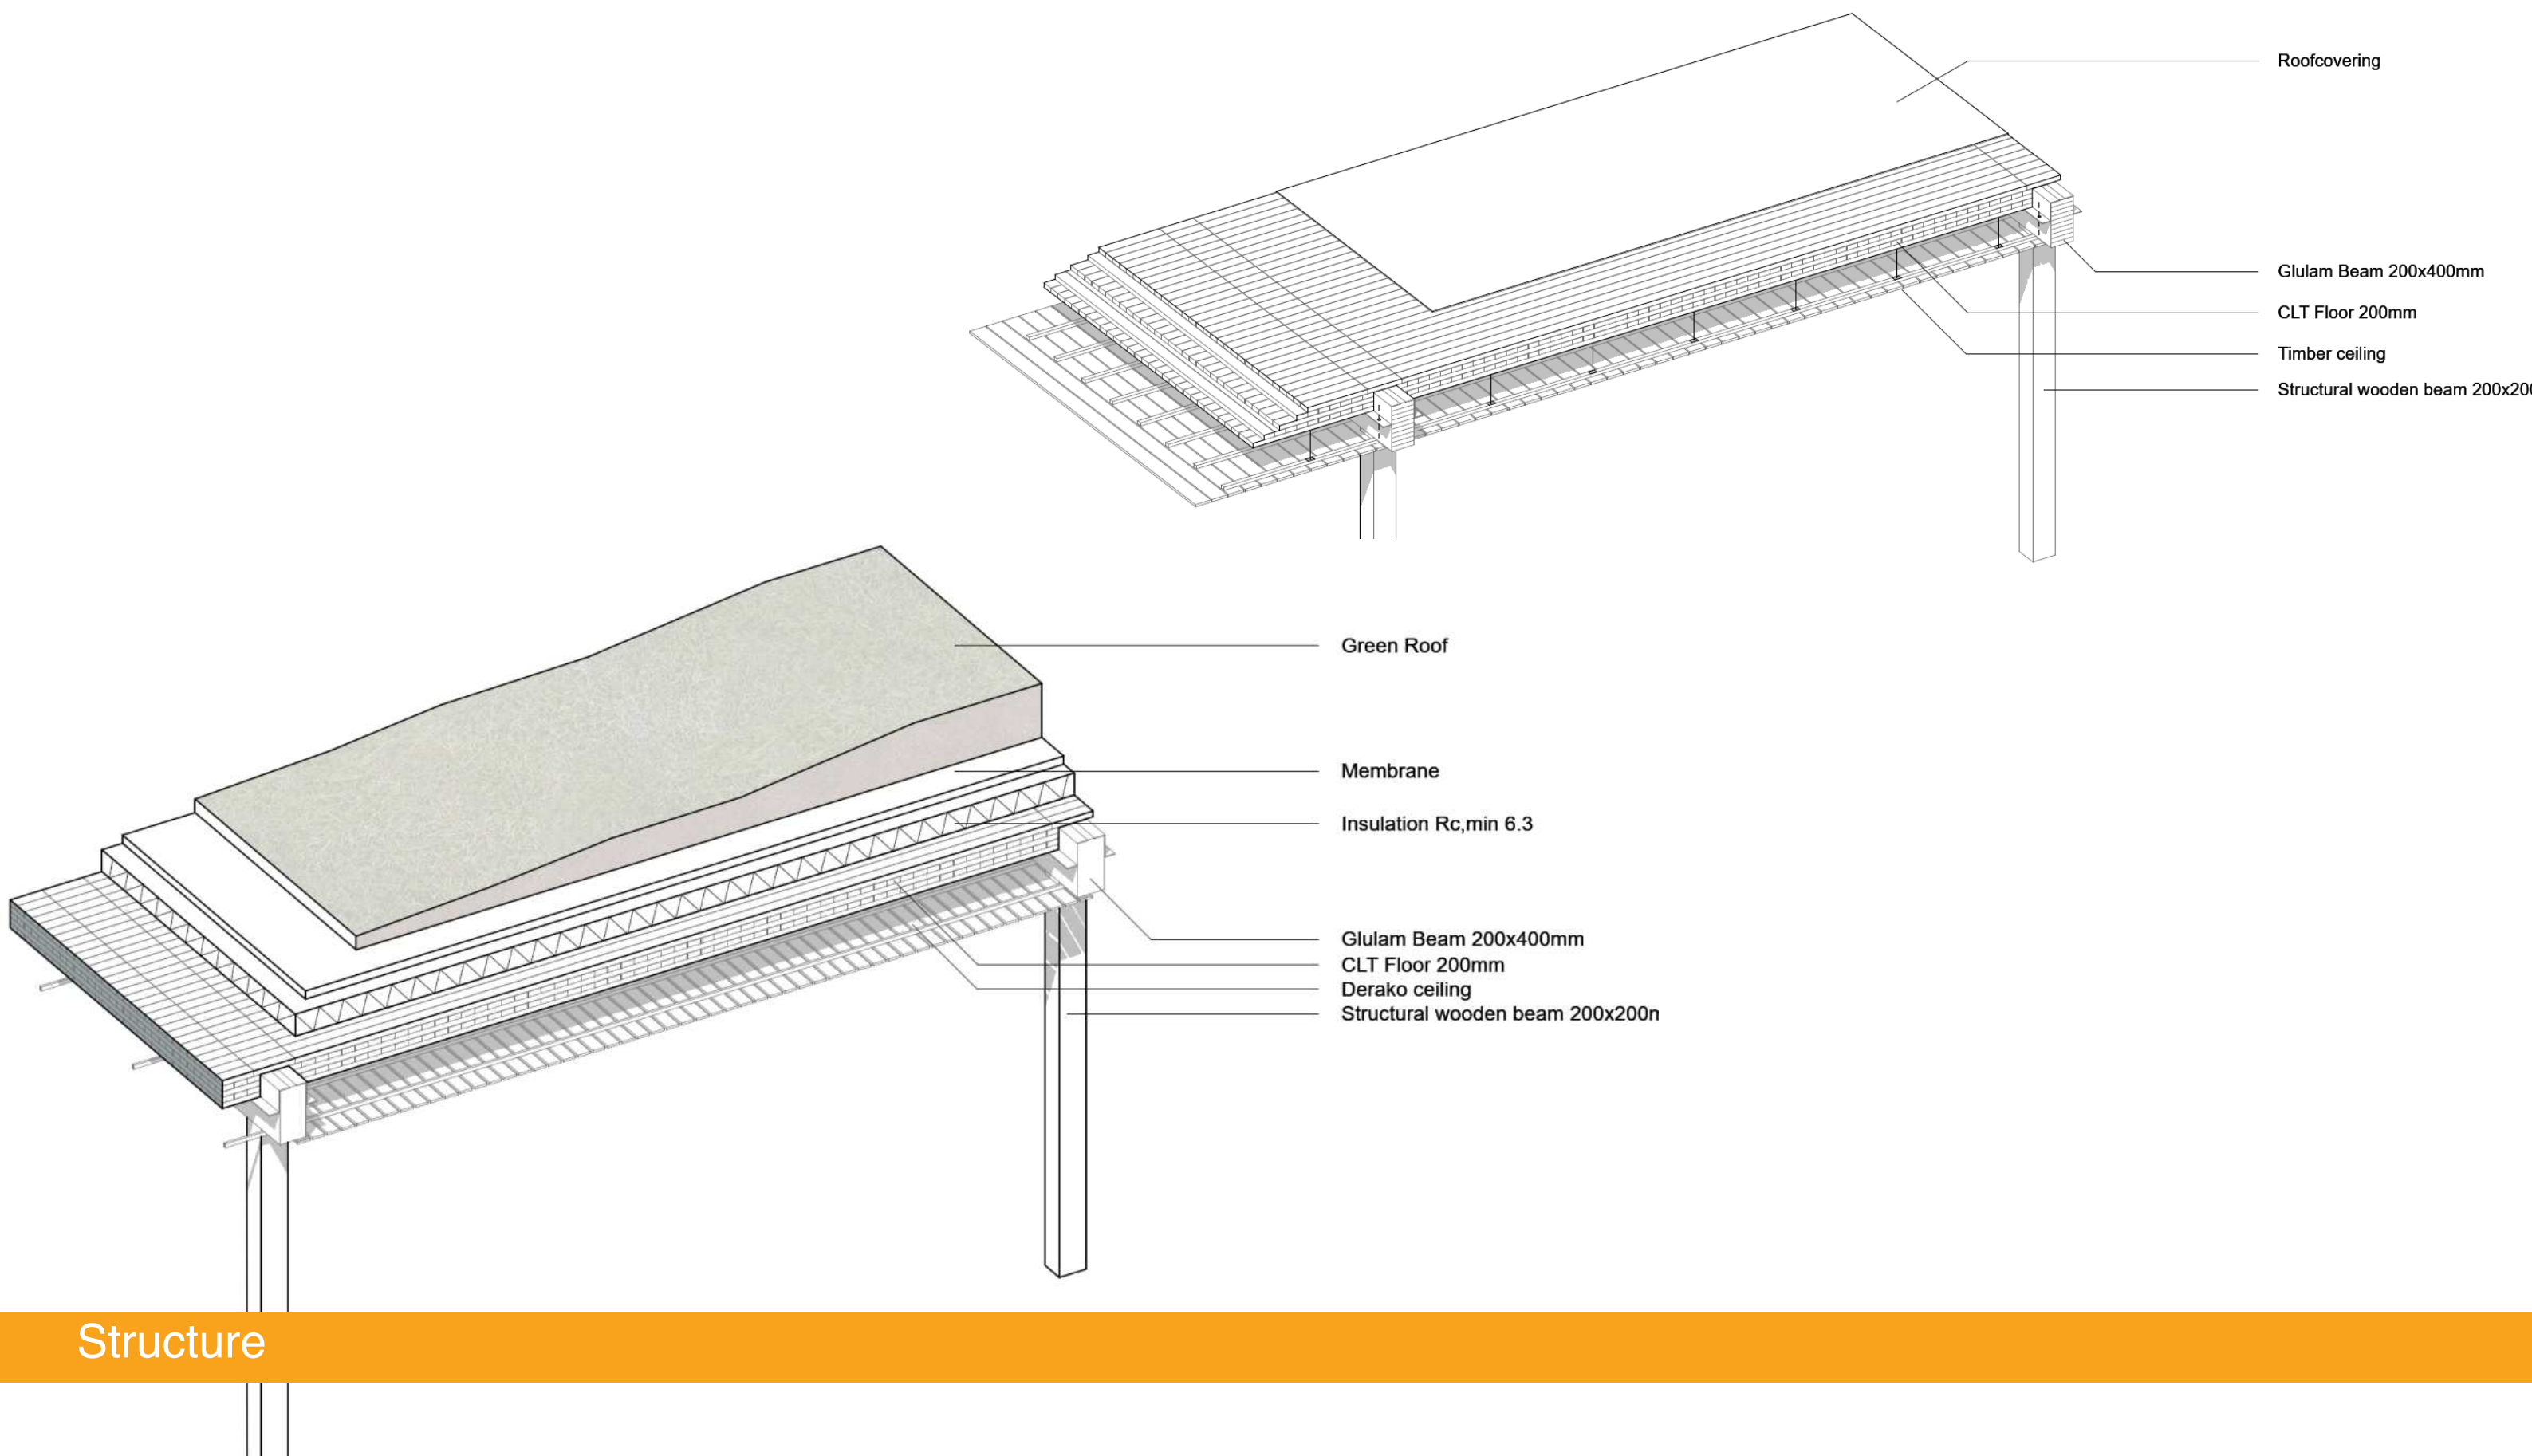 Roofcovering
Glulam Beam 200x400mm
CLT Floor 200mm
Timber ceiling
Structural wooden beam 200x200
Green Roof
Membrane
Insulation Rc,min 6.3
Glulam Beam 200x400mm
CLT Floor 200mm
Derako ceiling
Structural wooden beam 200x200n
Structure